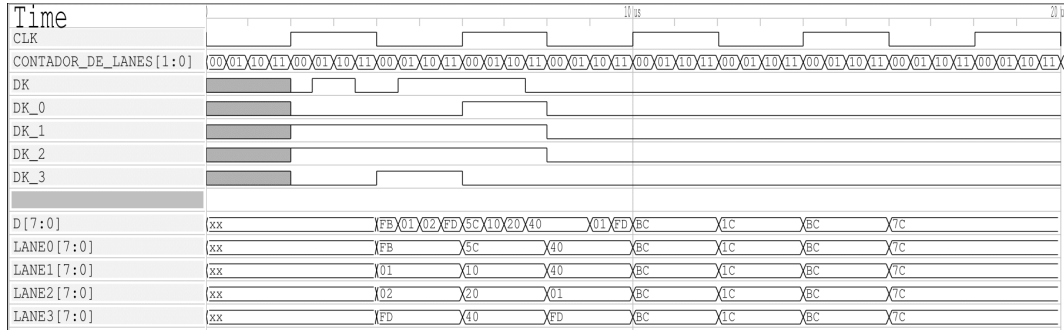 Time 10 us 20 u
CLK
CONTADOR_DE_LANES[1:0] 00 01 10 11 00 01 10 11 00 01 10 11 00 01 10 11 00 01 10 11 00 01 10 11 00 01 10 11 00 01 10 11 00 01 10 11 00 01 10 11
DK
DK_0
DK_1
DK_2
DK_3
D[7:0] xx FB 01 02 FD 5C 10 20 40 01 FD BC 1C BC 7C
LANE0[7:0] xx FB 5C 40 BC 1C BC 7C
LANE1[7:0] xx 01 10 40 BC 1C BC 7C
LANE2[7:0] xx 02 20 01 BC 1C BC 7C
LANE3[7:0] xx FD 40 FD BC 1C BC 7C